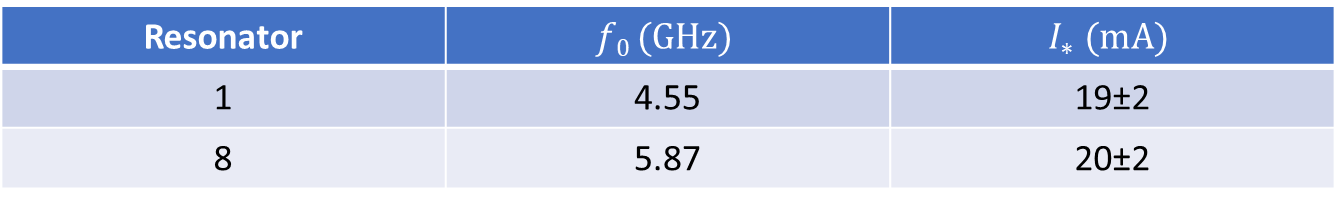 Resonator f₀ (GHz) I* (mA)
1 4.55 19±2
8 5.87 20±2